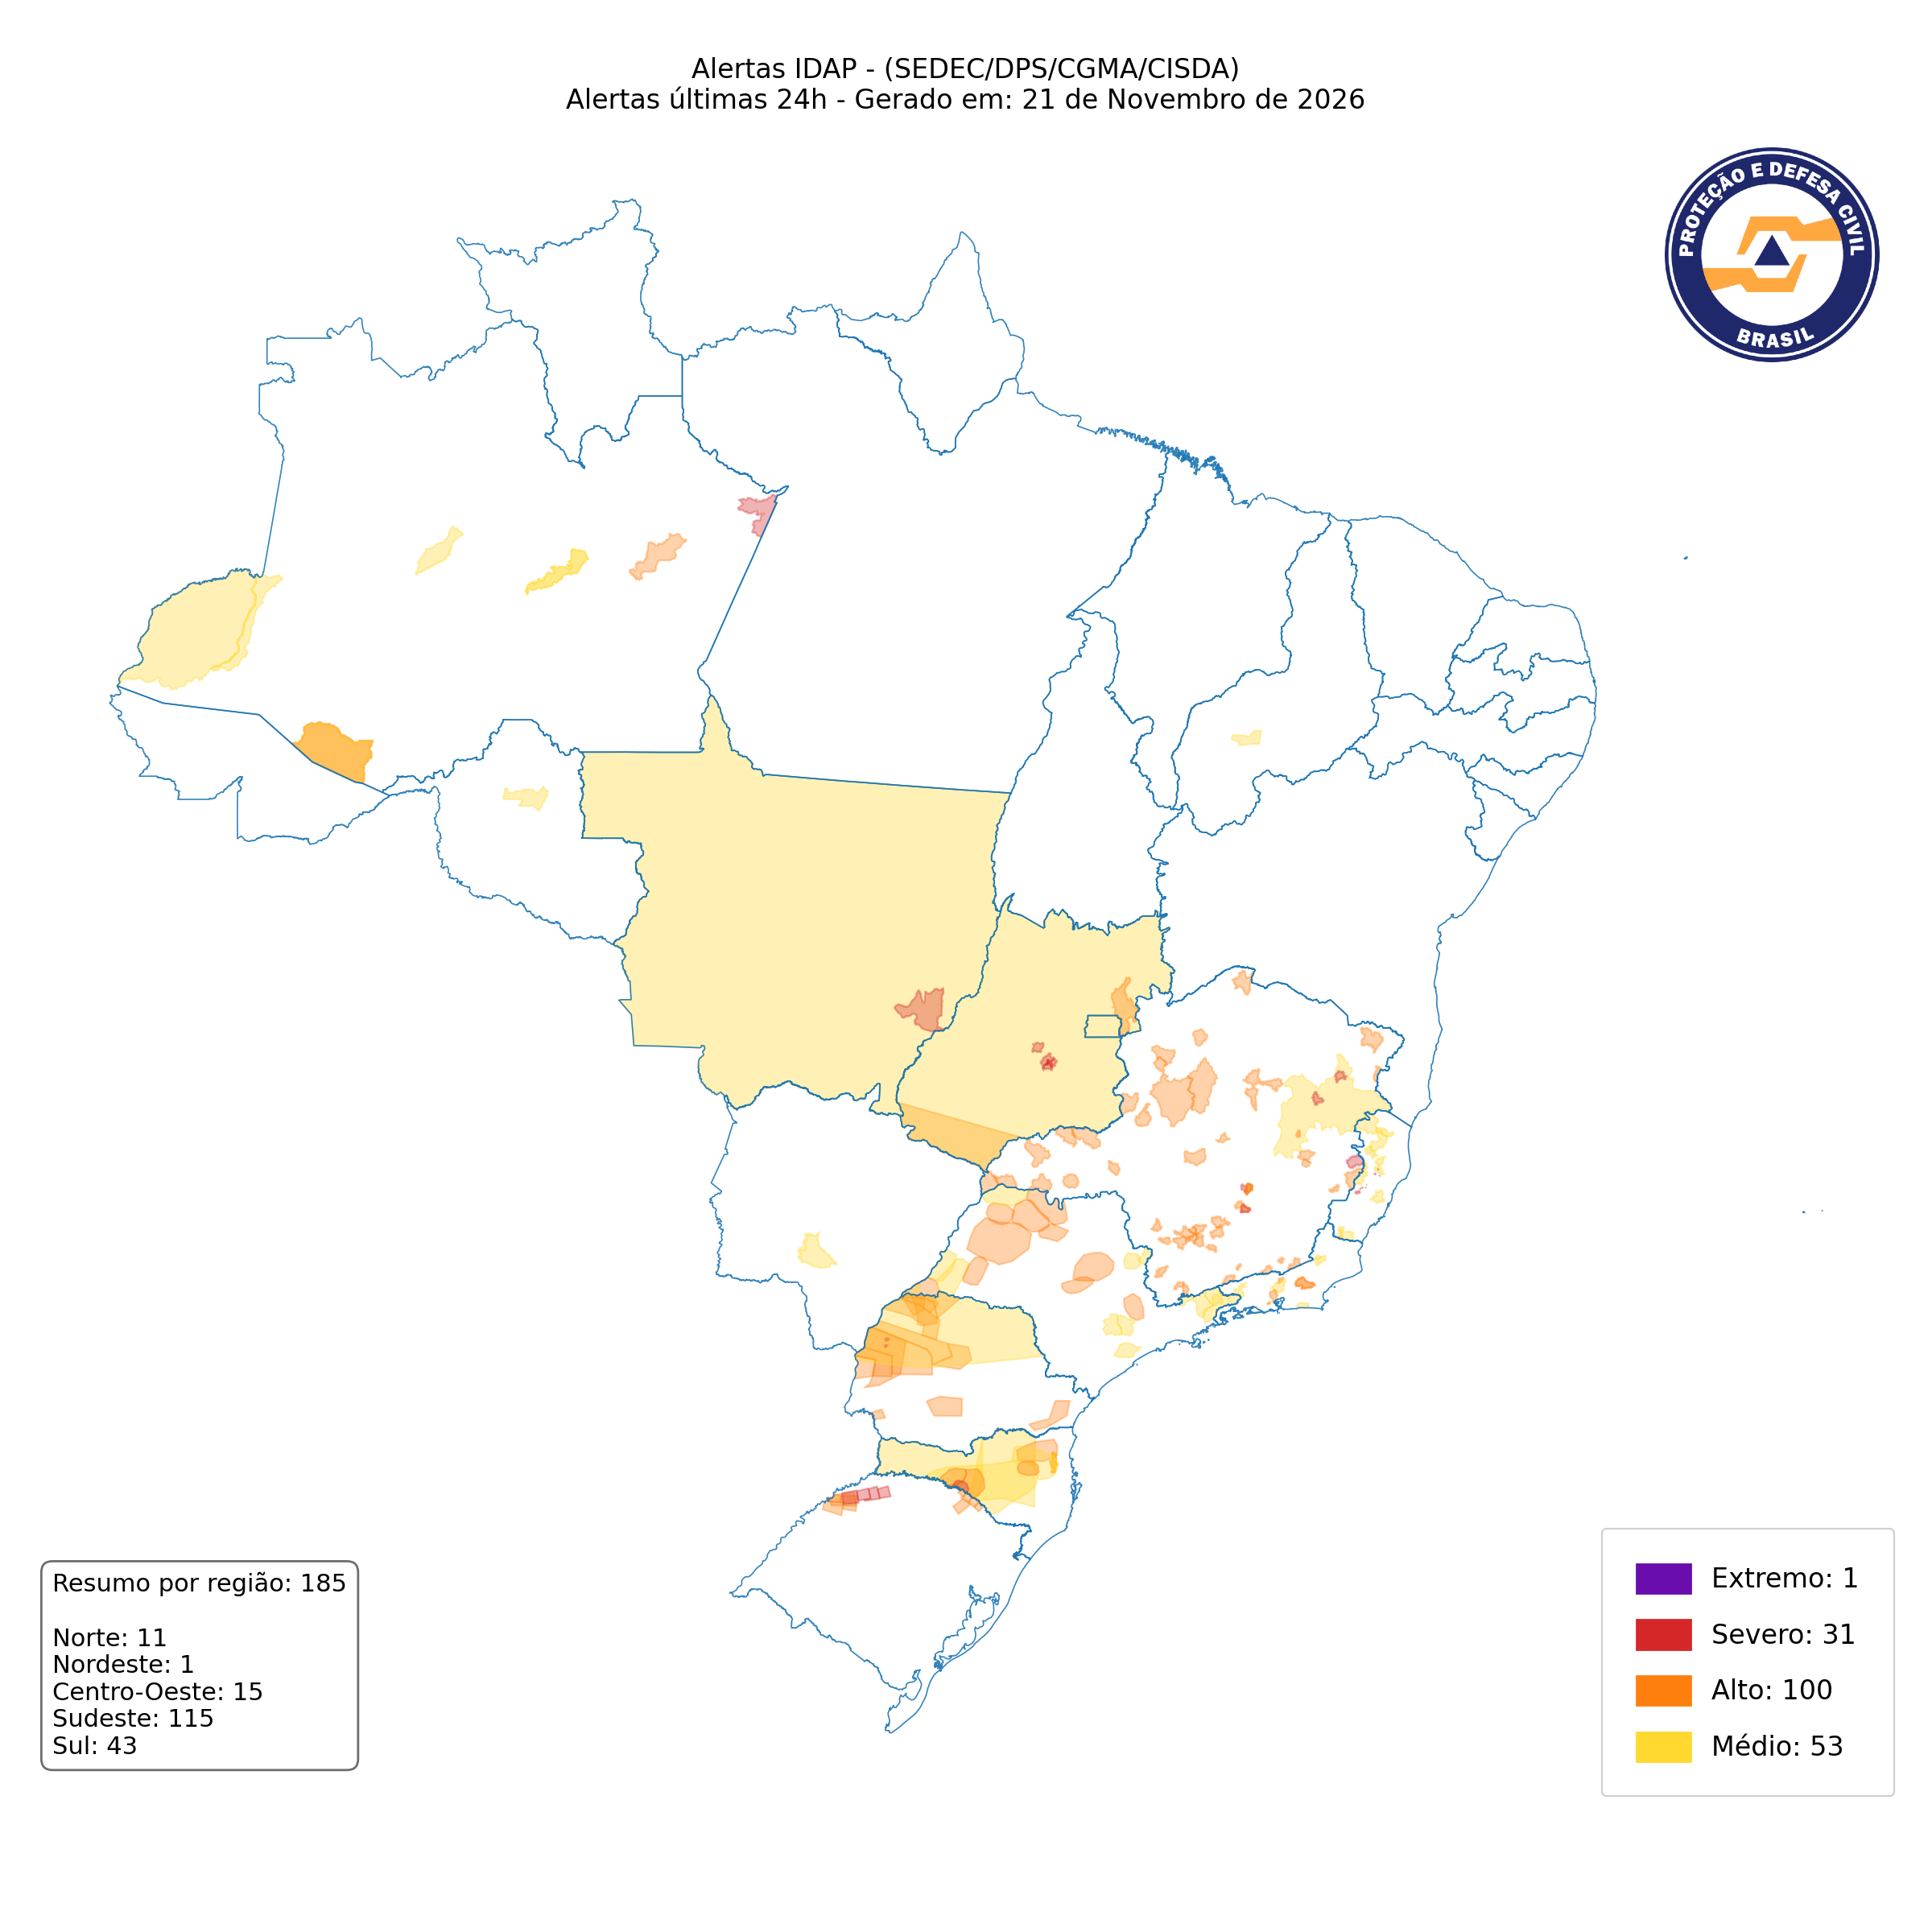 Alertas IDAP - (SEDEC/DPS/CGMA/CISDA)
Alertas últimas 24h - Gerado em: 21 de Novembro de 2026
PROTEÇÃO E DEFESA CIVIL
BRASIL
Resumo por região: 185
Norte: 11
Nordeste: 1
Centro-Oeste: 15
Sudeste: 115
Sul: 43
Extremo: 1
Severo: 31
Alto: 100
Médio: 53